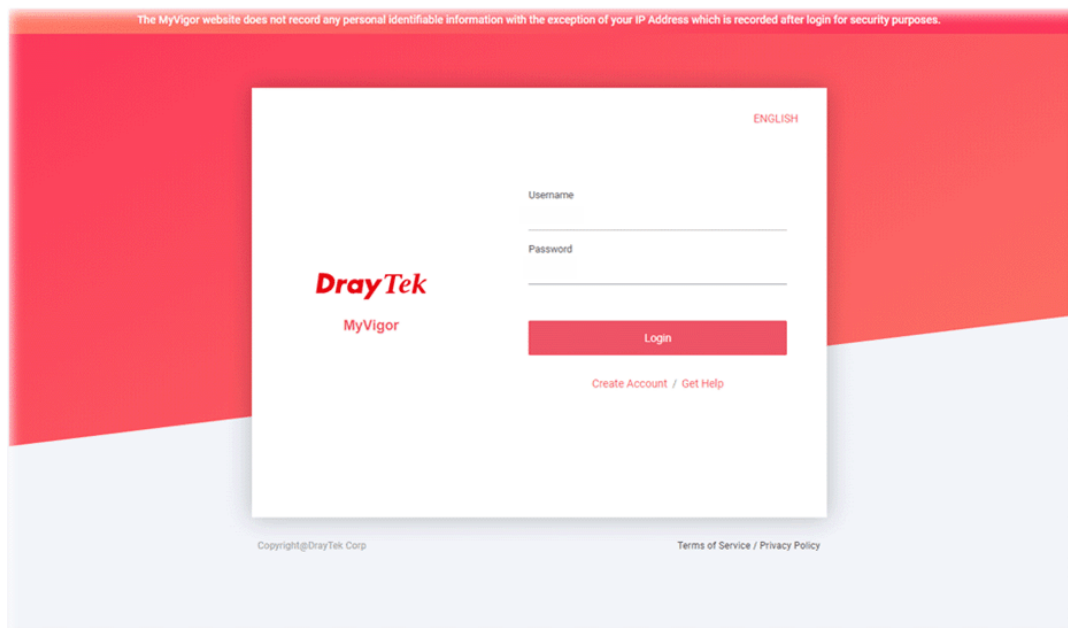 The MyVigor website does not record any personal identifiable information with the exception of your IP Address which is recorded after login for security purposes.
ENGLISH
Username
Password
DrayTek
MyVigor
Login
Create Account / Get Help
Copyright@DrayTek Corp
Terms of Service / Privacy Policy